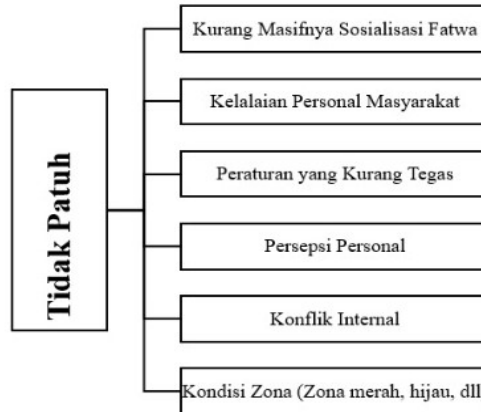 Tidak Patuh
Kurang Masifnya Sosialisasi Fatwa
Kelalaian Personal Masyarakat
Peraturan yang Kurang Tegas
Persepsi Personal
Konflik Internal
Kondisi Zona (Zona merah, hijau, dll